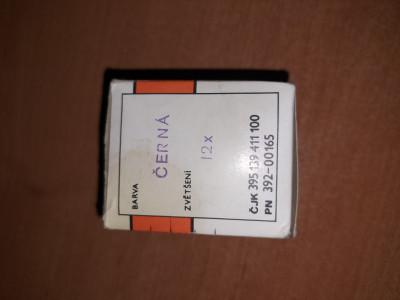 BARVA
ČERNÁ
ZVĚTŠENÍ
12x
ČJK 395 139 411 100
PN 392-00165